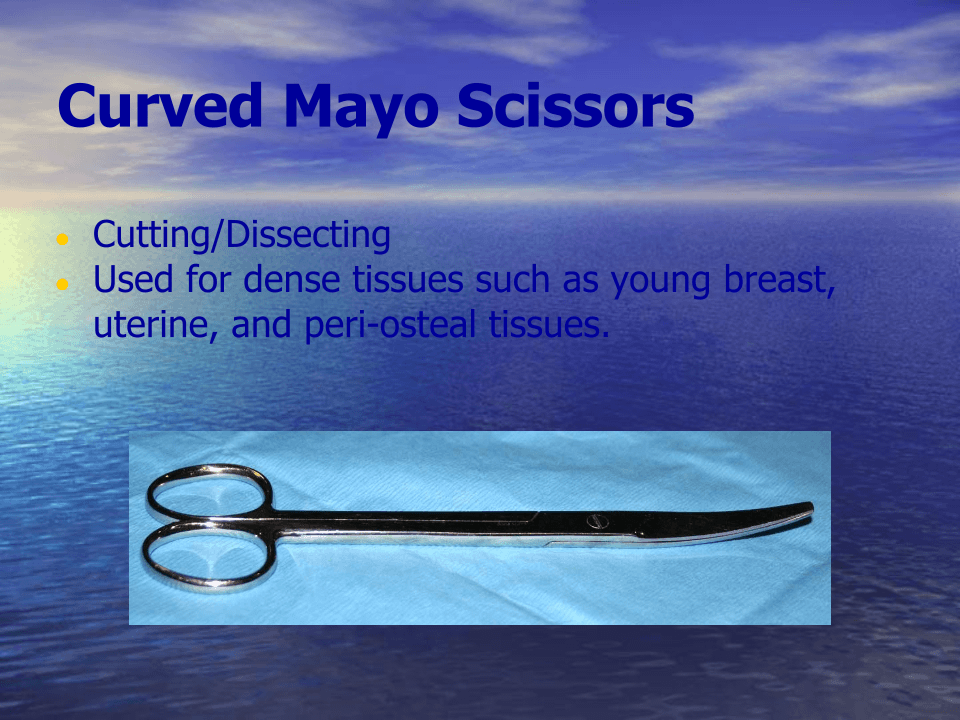 Curved Mayo Scissors
Cutting/Dissecting
Used for dense tissues such as young breast,
uterine, and peri-osteal tissues.